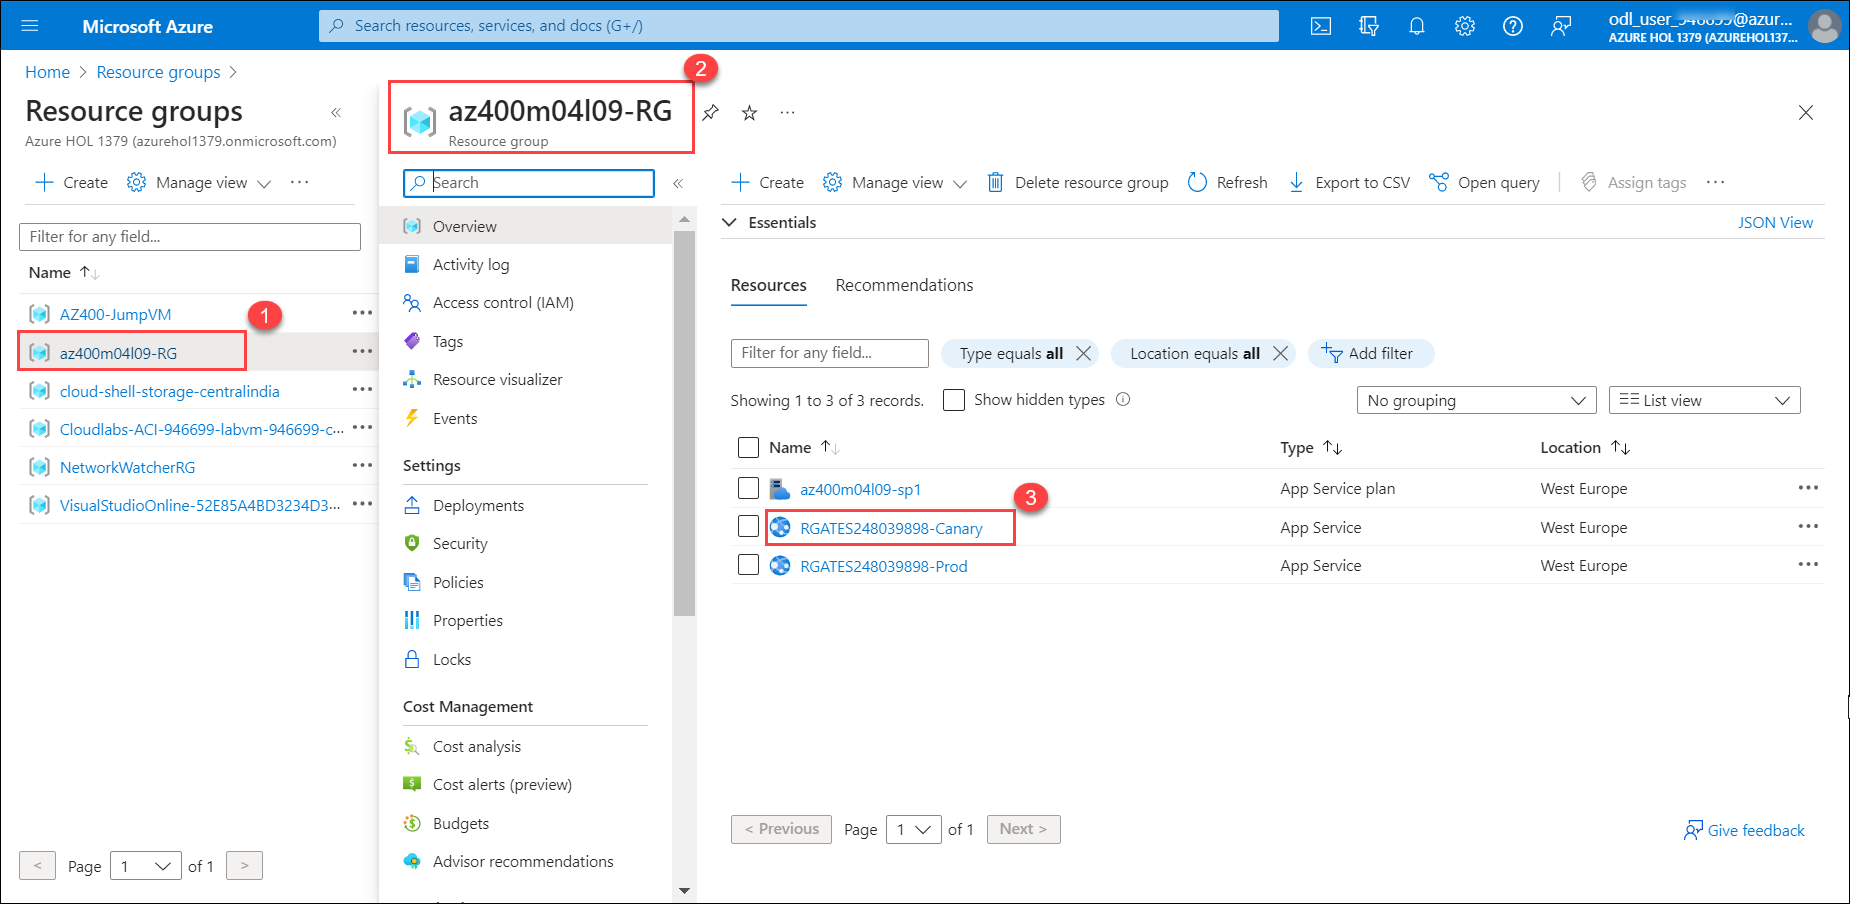 Microsoft Azure
Search resources, services, and docs (G+/)
@azur...
AZURE HOL 1379 (AZUREHOL137...
Home > Resource groups >
Resource groups
«
Azure HOL 1379 (azurehol1379.onmicrosoft.com)
+ Create
Manage view
...
Filter for any field...
Name ↑↓
AZ400-JumpVM
1
az400m04l09-RG
cloud-shell-storage-centralindia
Cloudlabs-ACI-946699-labvm-946699-c...
NetworkWatcherRG
VisualStudioOnline-52E85A4BD3234D3...
< Page 1 of 1 >
2
az400m04l09-RG
Resource group
Search
«
Overview
Activity log
Access control (IAM)
Tags
Resource visualizer
Events
Settings
Deployments
Security
Policies
Properties
Locks
Cost Management
Cost analysis
Cost alerts (preview)
Budgets
Advisor recommendations
+ Create
Manage view
Delete resource group
Refresh
Export to CSV
Open query
Assign tags
...
Essentials
JSON View
Resources
Recommendations
Filter for any field...
Type equals all
Location equals all
Add filter
Showing 1 to 3 of 3 records.
Show hidden types
No grouping
List view
Name ↑↓ Type ↑↓ Location ↑↓
az400m04l09-sp1 App Service plan West Europe
3
RGATES248039898-Canary App Service West Europe
RGATES248039898-Prod App Service West Europe
< Previous Page 1 of 1 Next >
Give feedback